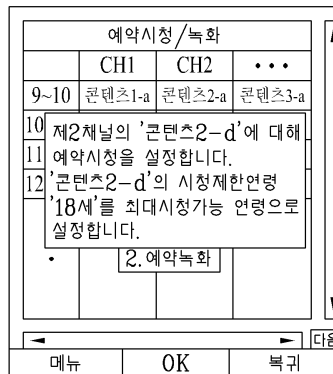 예약시청/녹화
CH1 CH2 • • •
9~10 콘텐츠1-a 콘텐츠2-a 콘텐츠3-a
10
11
12
제2채널의 '콘텐츠2-d'에 대해
예약시청을 설정합니다.
'콘텐츠2-d'의 시청제한연령
'18세'를 최대시청가능 연령으로
설정합니다.
2.예약녹화
메뉴 OK 복귀